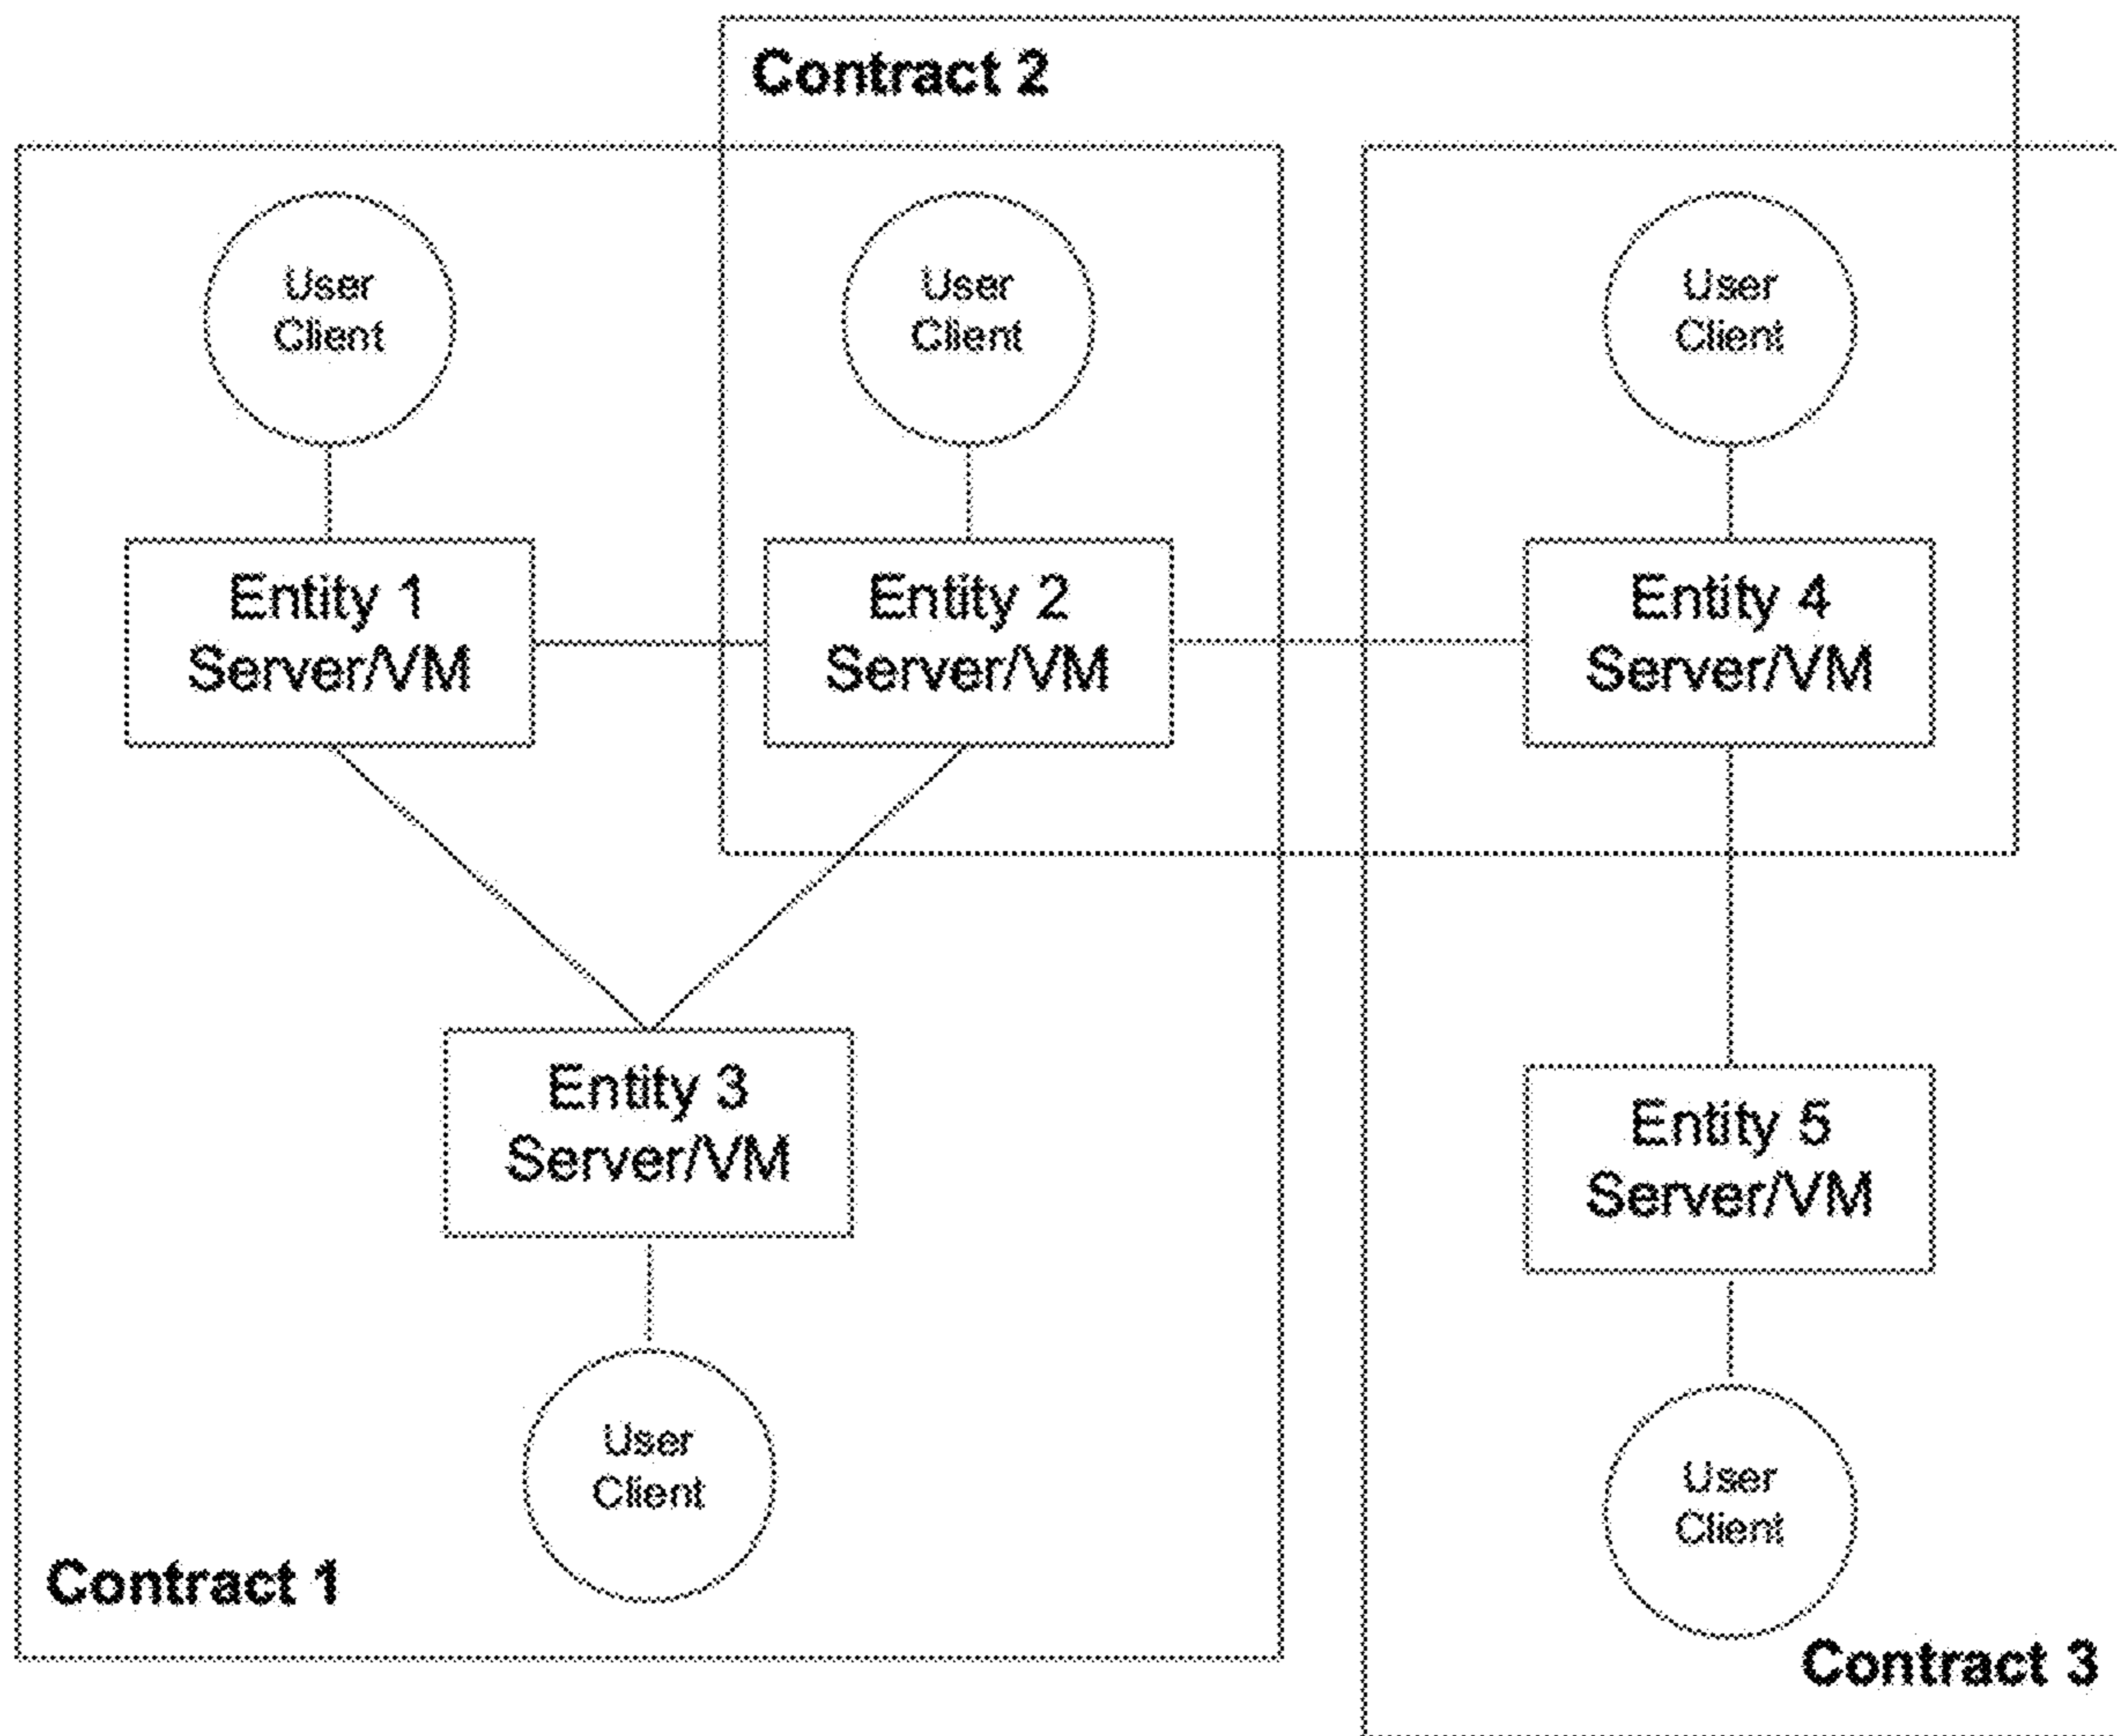 Contract 2
User
Client
User
Client
User
Client
Entity 1
Server/VM
Entity 2
Server/VM
Entity 4
Server/VM
Entity 3
Server/VM
Entity 5
Server/VM
User
Client
User
Client
Contract 1
Contract 3